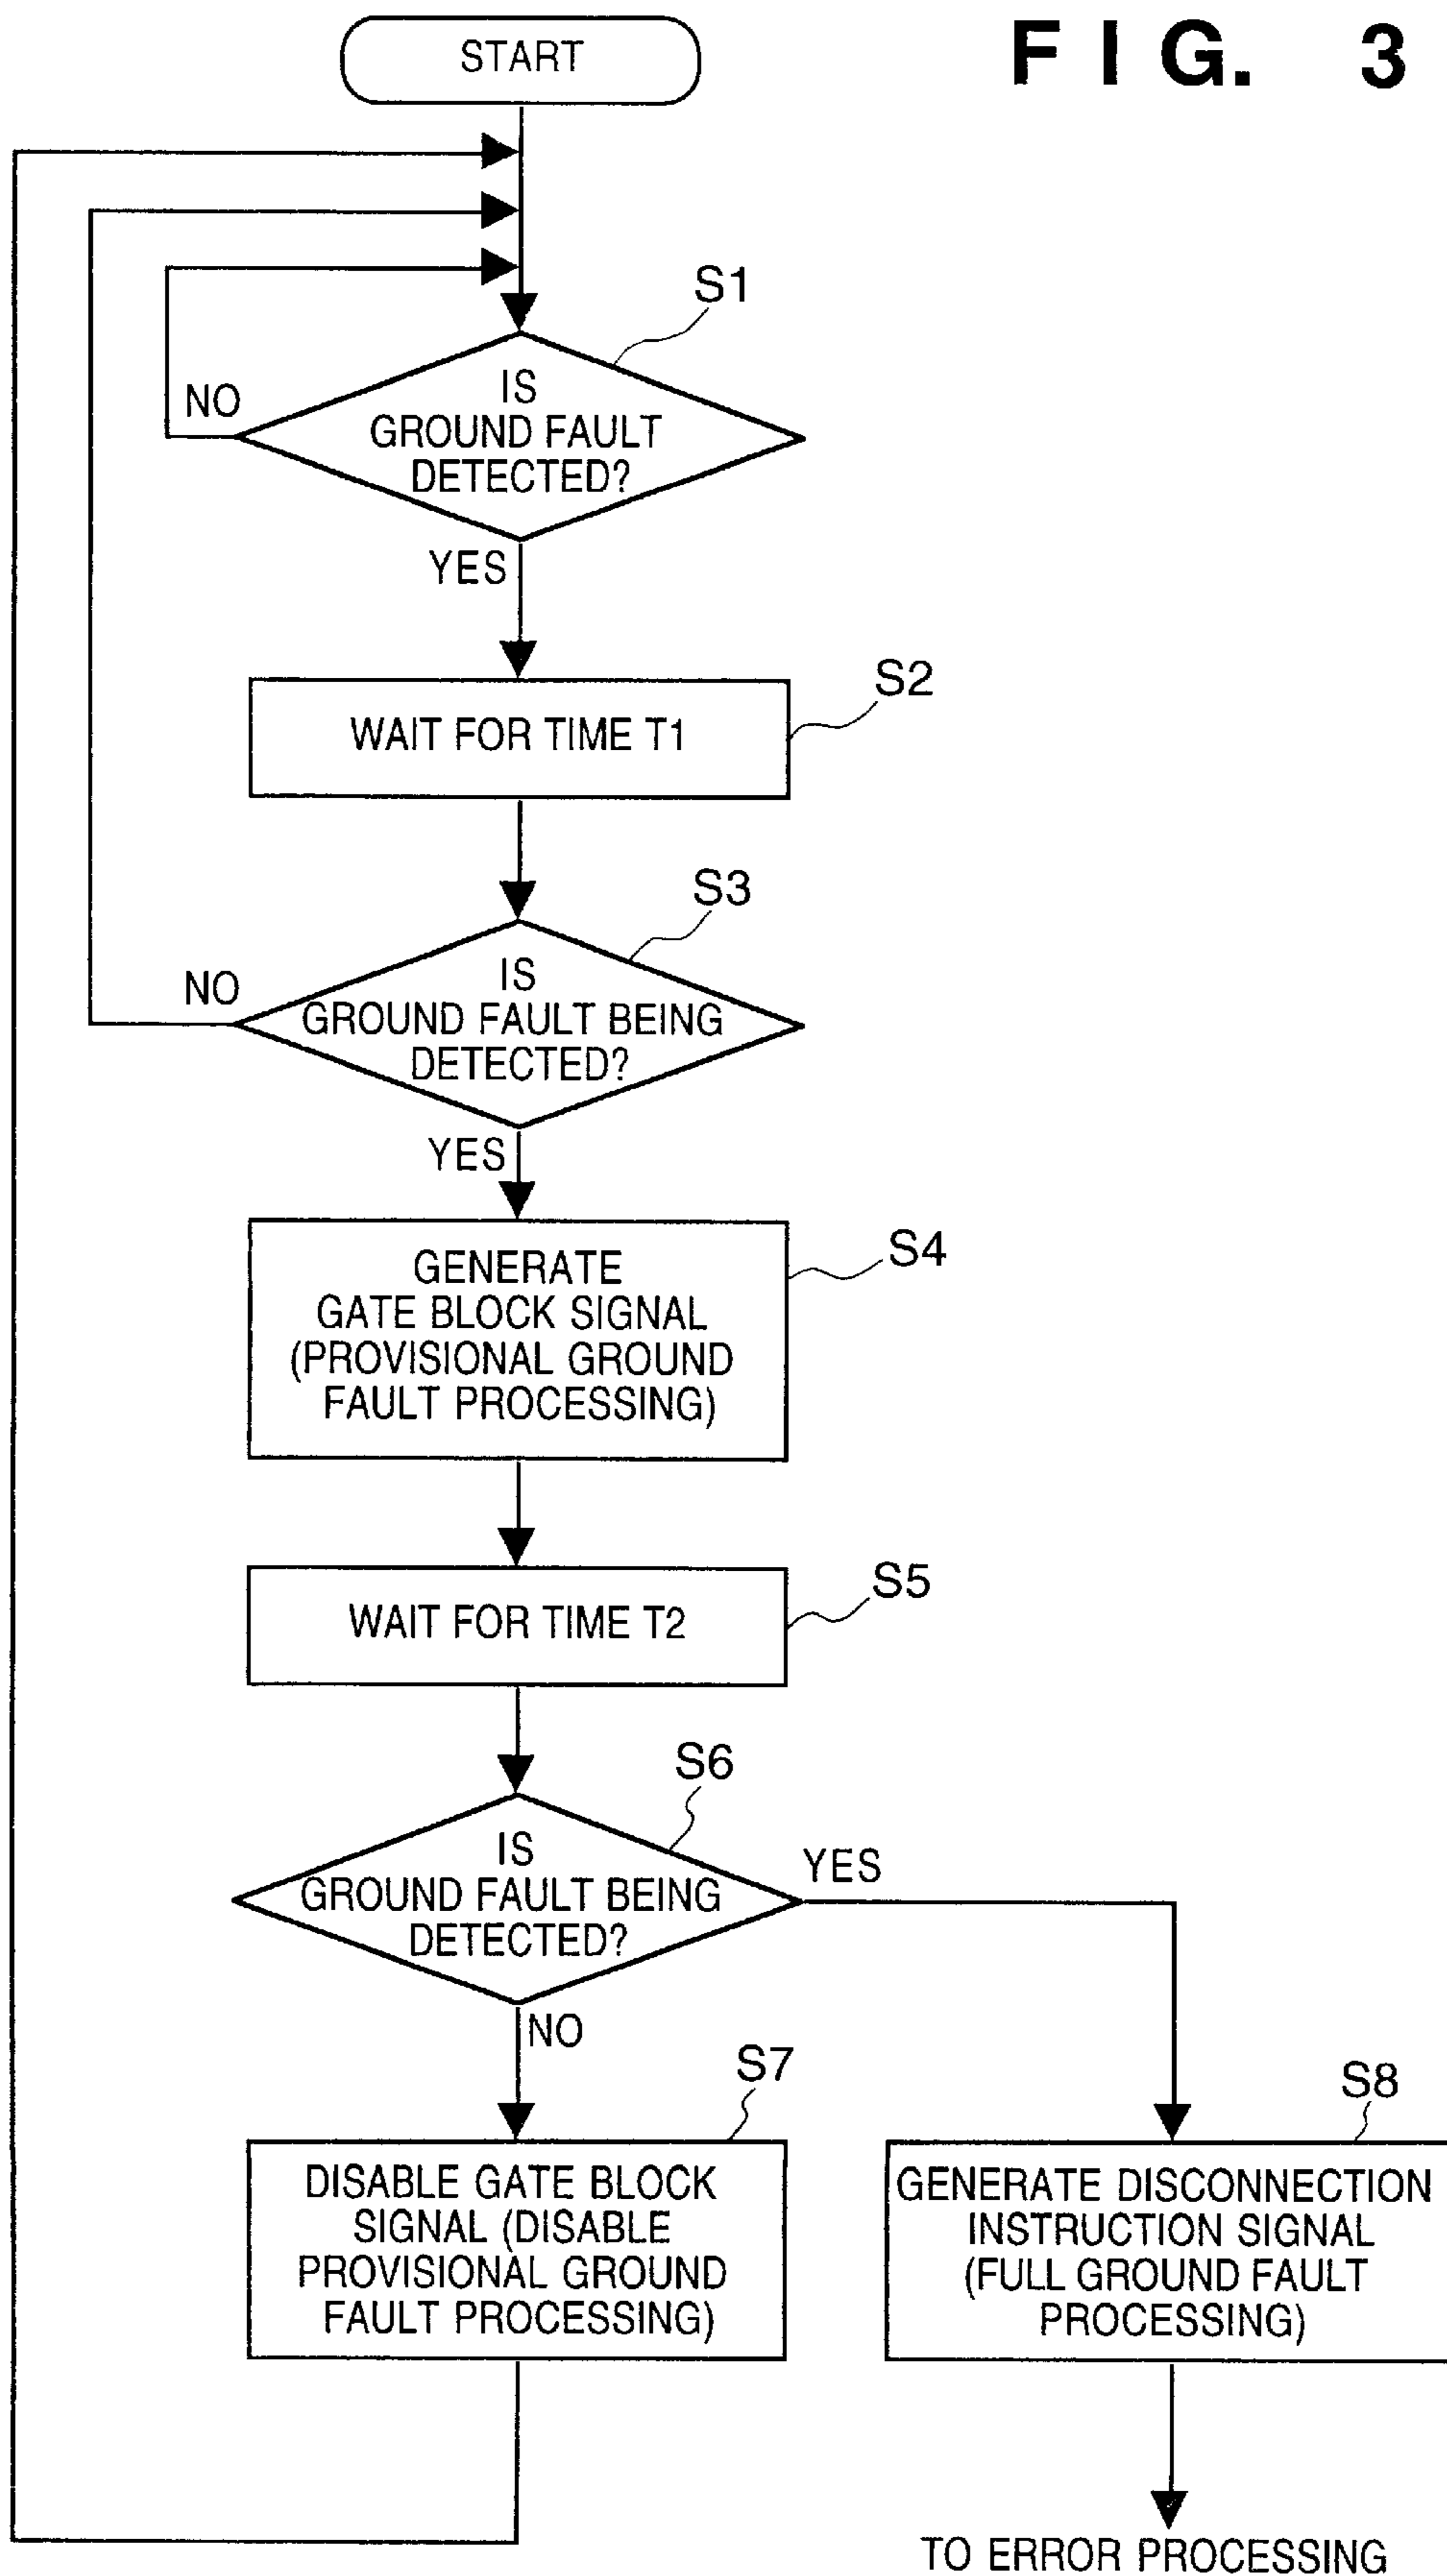 FIG. 3
START
S1
NO
IS
GROUND FAULT
DETECTED?
YES
S2
WAIT FOR TIME T1
S3
NO
IS
GROUND FAULT BEING
DETECTED?
YES
S4
GENERATE
GATE BLOCK SIGNAL
(PROVISIONAL GROUND
FAULT PROCESSING)
S5
WAIT FOR TIME T2
S6
IS
GROUND FAULT BEING
DETECTED?
YES
NO
S7
DISABLE GATE BLOCK
SIGNAL (DISABLE
PROVISIONAL GROUND
FAULT PROCESSING)
S8
GENERATE DISCONNECTION
INSTRUCTION SIGNAL
(FULL GROUND FAULT
PROCESSING)
TO ERROR PROCESSING